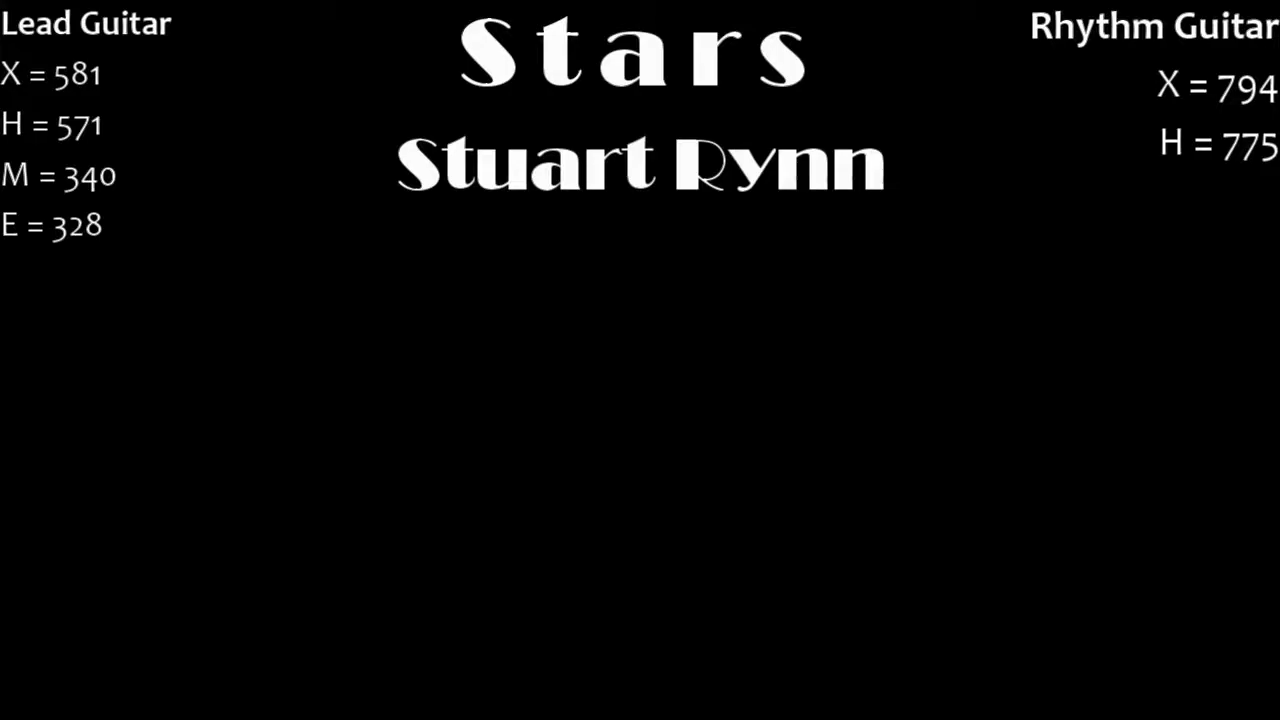 Lead Guitar
X = 581
H = 571
M = 340
E = 328
Stars
Stuart Rynn
Rhythm Guitar
X = 794
H = 775